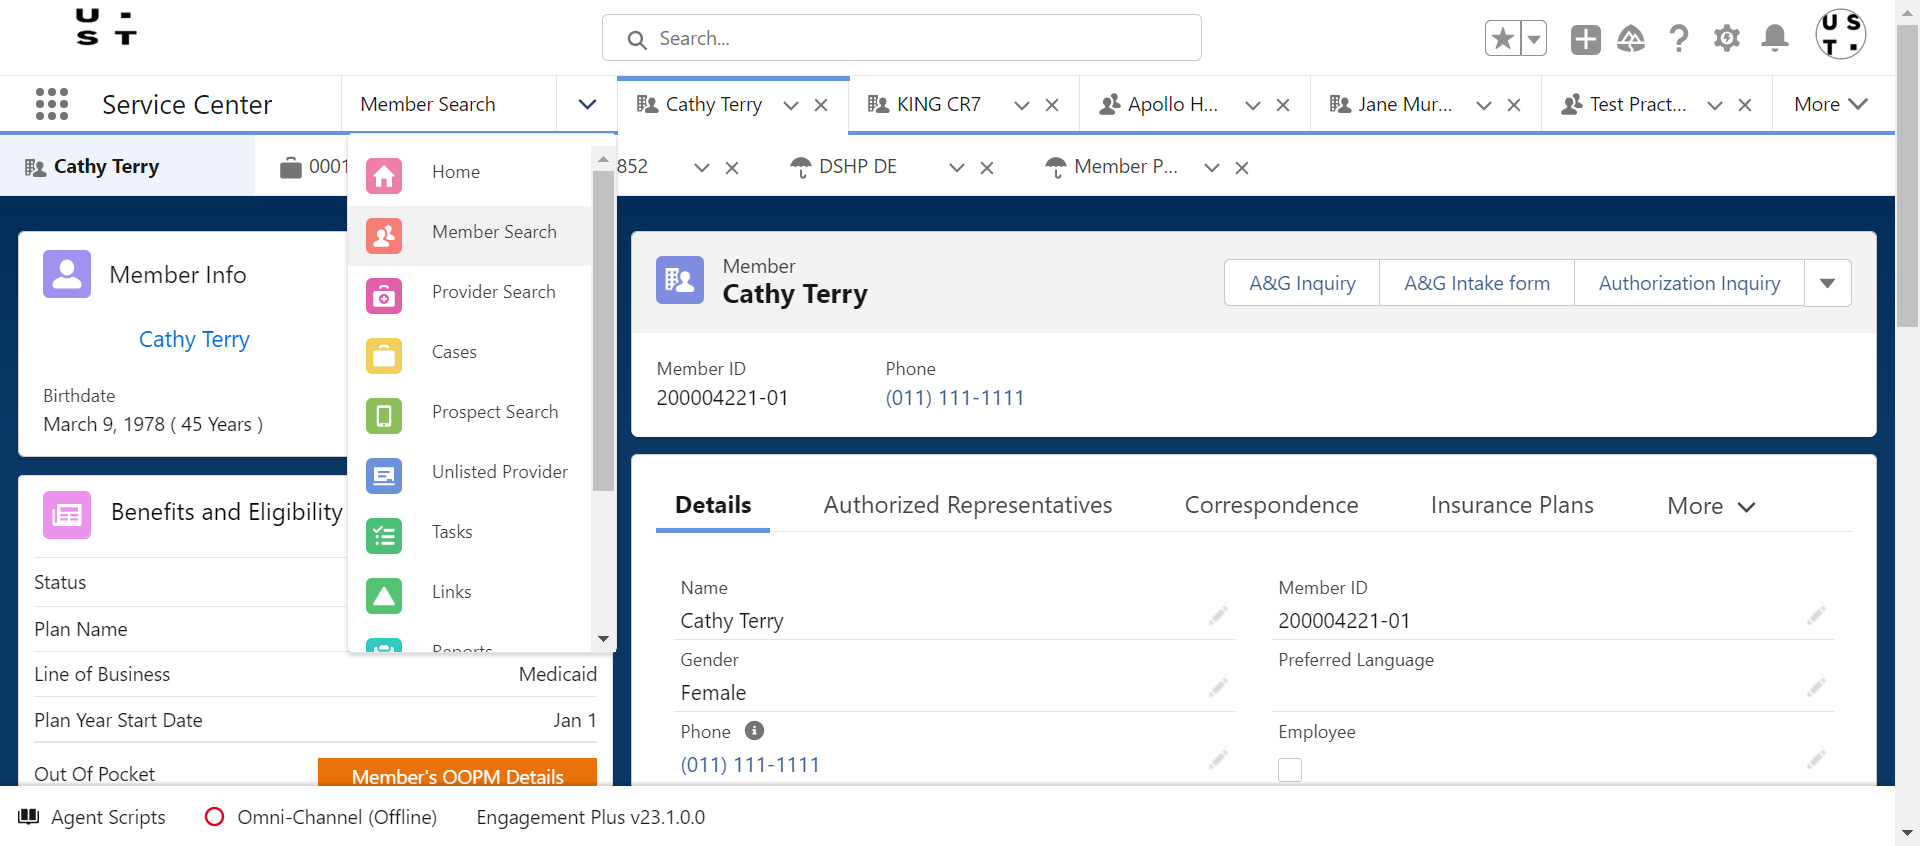 U •
S T
Search...
U S
T •
Service Center
Member Search
Cathy Terry
KING CR7
Apollo H...
Jane Mur...
Test Pract...
More
Cathy Terry
0001
852
DSHP DE
Member P...
Home
Member Search
Provider Search
Cases
Prospect Search
Unlisted Provider
Tasks
Links
Reports
Member Info
Cathy Terry
Birthdate
March 9, 1978 ( 45 Years )
Benefits and Eligibility
Status
Plan Name
Line of Business Medicaid
Plan Year Start Date Jan 1
Out Of Pocket Member's OOPM Details
Member
Cathy Terry
A&G Inquiry
A&G Intake form
Authorization Inquiry
Member ID Phone
200004221-01 (011) 111-1111
Details Authorized Representatives Correspondence Insurance Plans More
Name Member ID
Cathy Terry 200004221-01
Gender Preferred Language
Female
Phone Employee
(011) 111-1111
Agent Scripts Omni-Channel (Offline) Engagement Plus v23.1.0.0